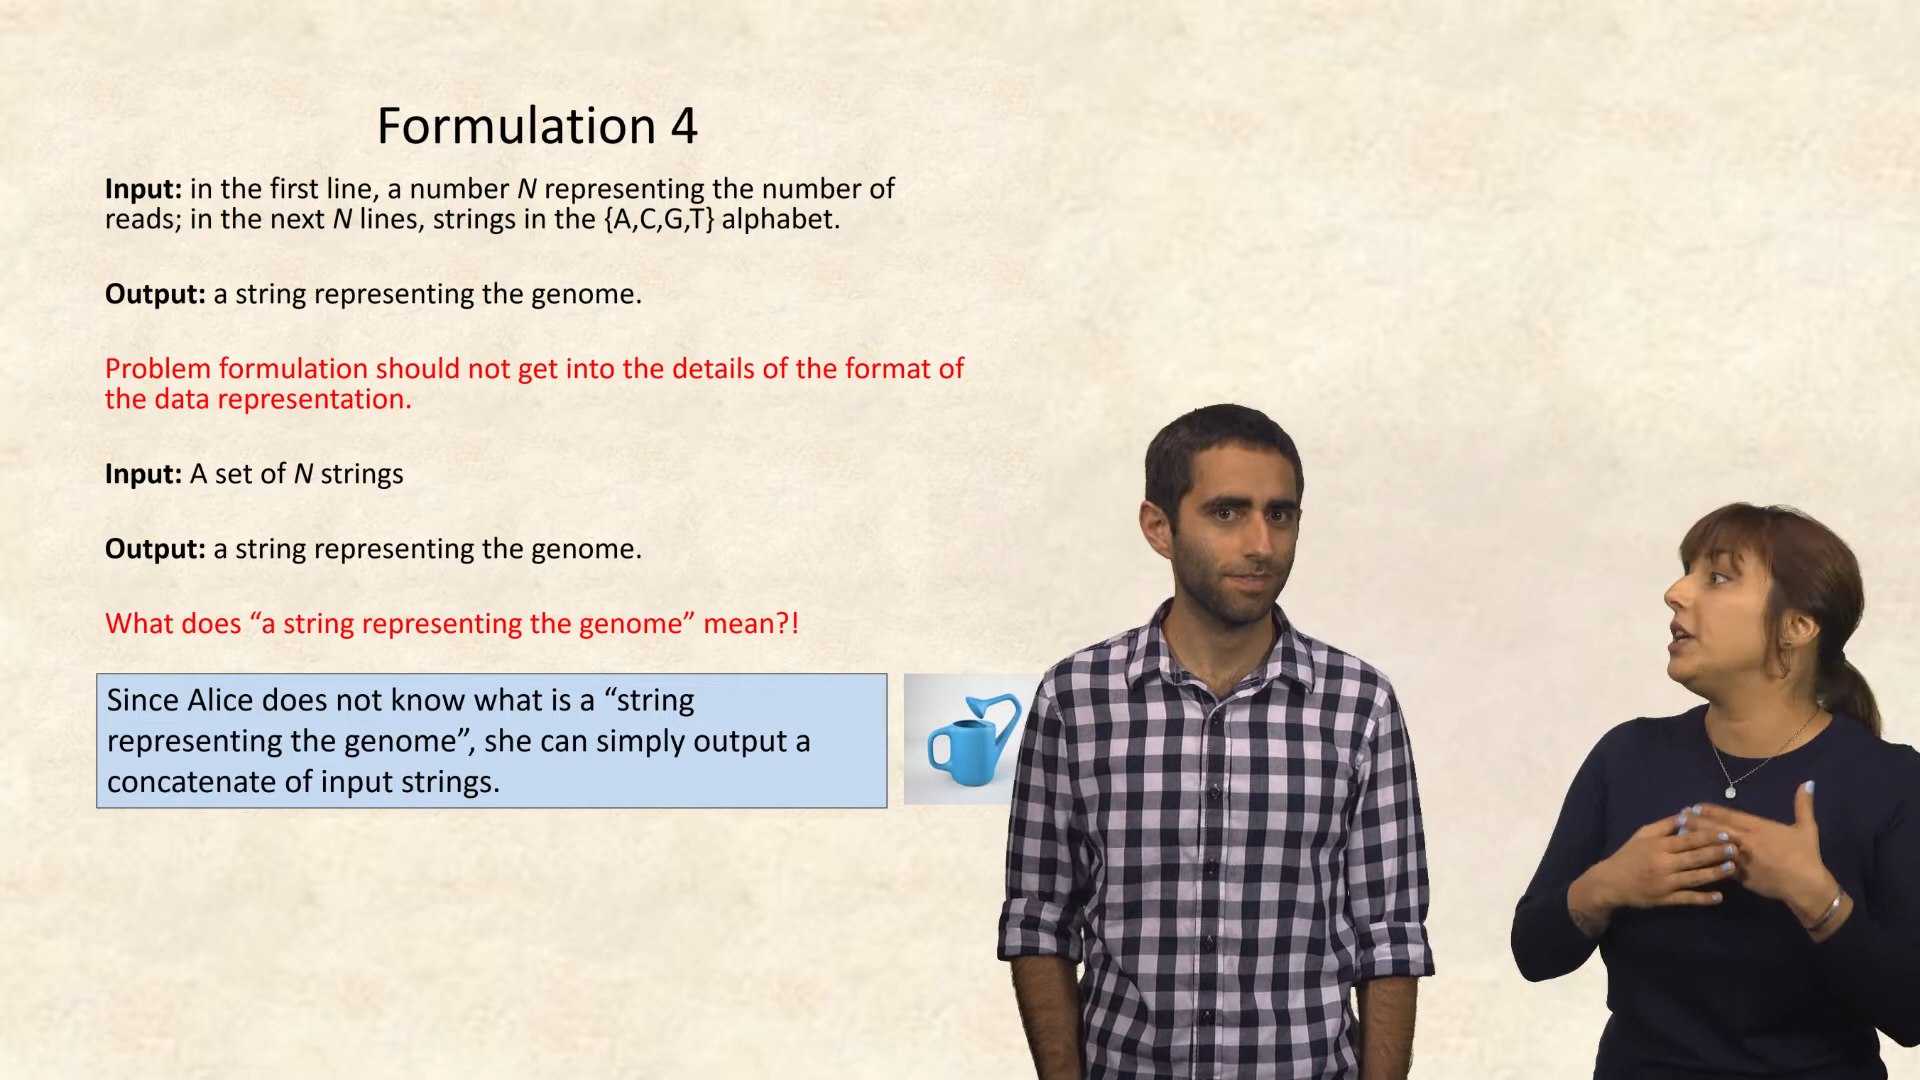 Formulation 4
Input: in the first line, a number N representing the number of
reads; in the next N lines, strings in the {A,C,G,T} alphabet.
Output: a string representing the genome.
Problem formulation should not get into the details of the format of
the data representation.
Input: A set of N strings
Output: a string representing the genome.
What does “a string representing the genome” mean?!
Since Alice does not know what is a “string
representing the genome”, she can simply output a
concatenate of input strings.